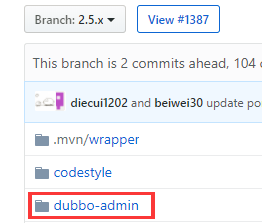 Branch: 2.5.x View #1387
This branch is 2 commits ahead, 104
diecui1202 and beiwei30 update po
.mvn/wrapper
codestyle
dubbo-admin